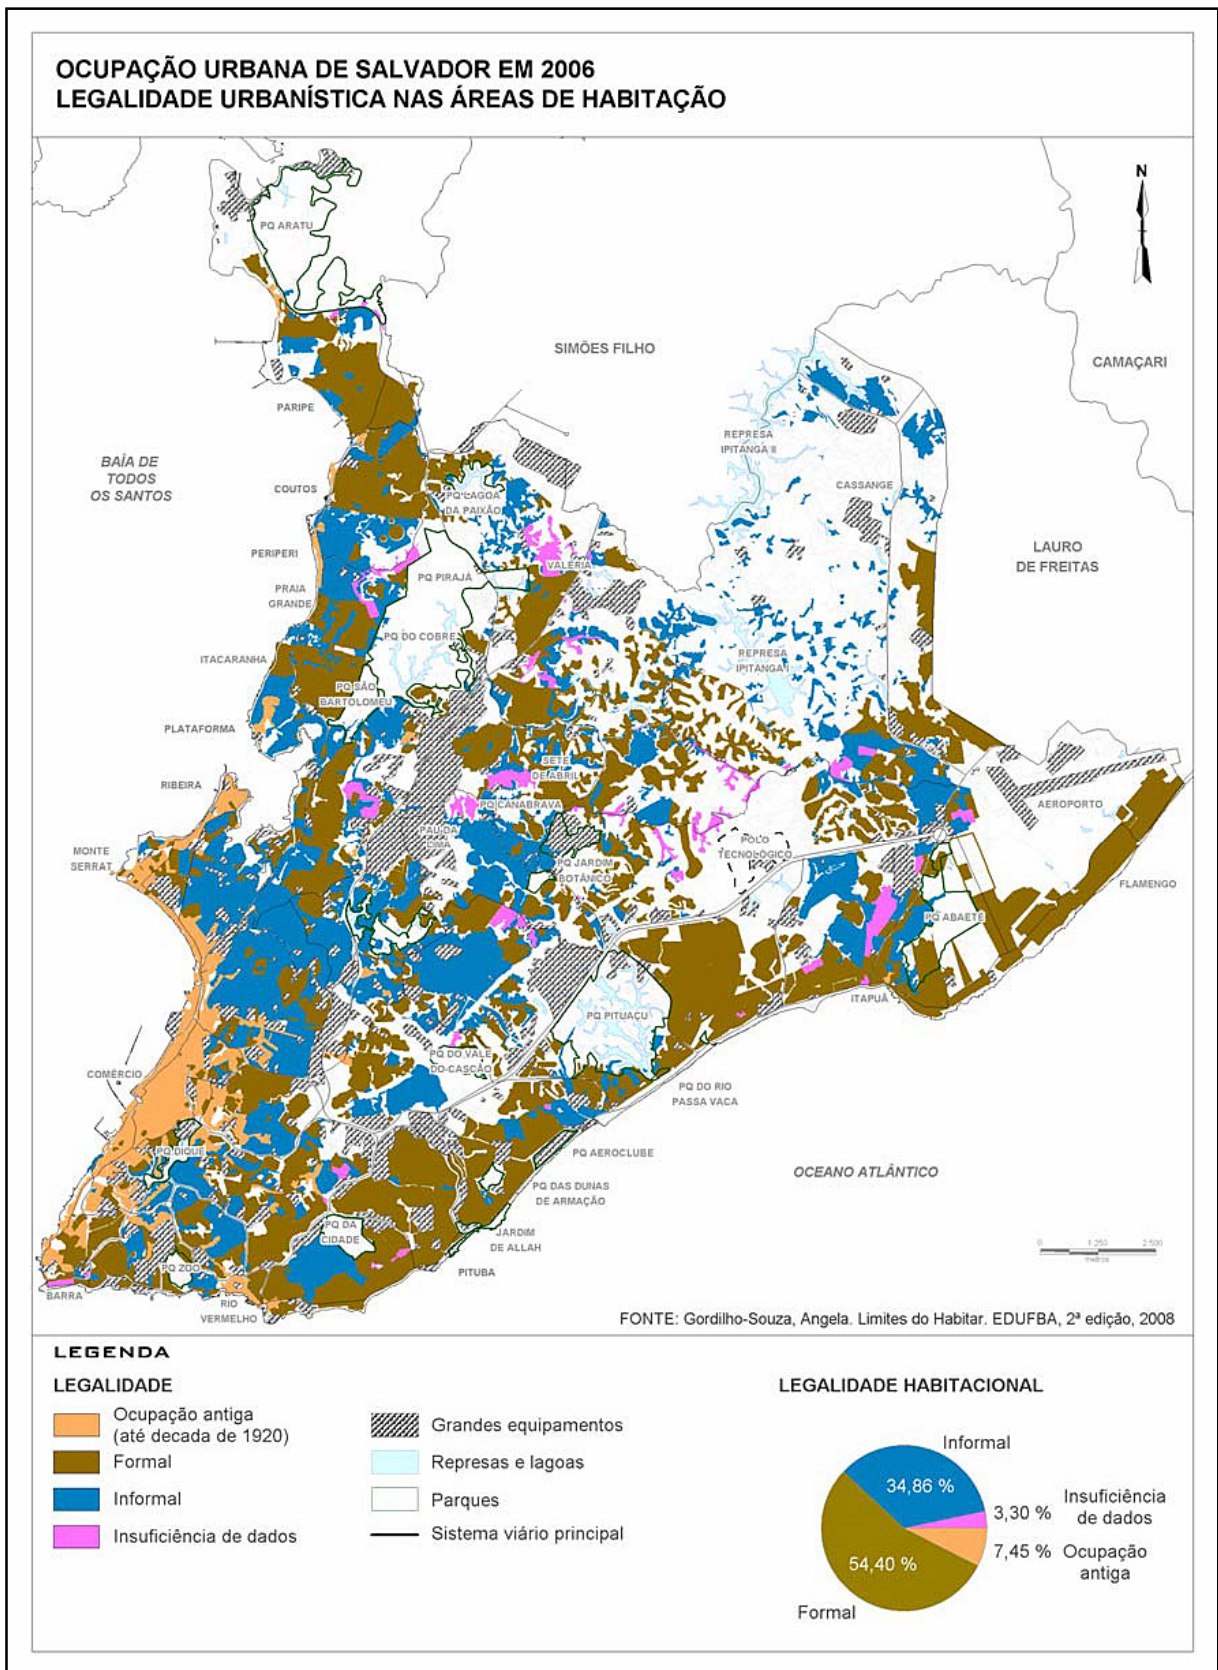 OCUPAÇÃO URBANA DE SALVADOR EM 2006
LEGALIDADE URBANÍSTICA NAS ÁREAS DE HABITAÇÃO
N
PQ ARATU
SIMÕES FILHO
CAMAÇARI
PARIPE
REPRESA
IPITANGA II
BAÍA DE
TODOS
OS SANTOS
COUTOS
PQ LAGOA
DA PAIXÃO
CASSANGE
PERIPERI
LAURO
DE FREITAS
VALÉRIA
PQ PIRAJÁ
PRAIA
GRANDE
PQ DO COBRE
ITACARANHA
REPRESA
IPITANGA I
PQ SÃO
BARTOLOMEU
PLATAFORMA
SETE
DE ABRIL
RIBEIRA
PQ CANABRAVA
AEROPORTO
PAU DA
LIMA
MONTE
SERRAT
POLO
TECNOLÓGICO
PQ JARDIM
BOTÂNICO
FLAMENGO
PQ ABAETÉ
ITAPUÃ
PQ PITUAÇU
COMÉRCIO
PQ DO VALE
DO CASCÃO
PQ DO RIO
PASSA VACA
PQ DIQUE
PQ AEROCLUBE
OCEANO ATLÂNTICO
PQ DAS DUNAS
DE ARMAÇÃO
PQ DA
CIDADE
JARDIM
DE ALLAH
PQ ZOO
PITUBA
BARRA
RIO
VERMELHO
0 1.250 2.500
metros
FONTE: Gordilho-Souza, Angela. Limites do Habitar. EDUFBA, 2ª edição, 2008
LEGENDA
LEGALIDADE
Ocupação antiga
(até decada de 1920)
Formal
Informal
Insuficiência de dados
Grandes equipamentos
Represas e lagoas
Parques
Sistema viário principal
LEGALIDADE HABITACIONAL
Informal
34,86 %
Insuficiência
de dados
3,30 %
7,45 %
Ocupação
antiga
54,40 %
Formal